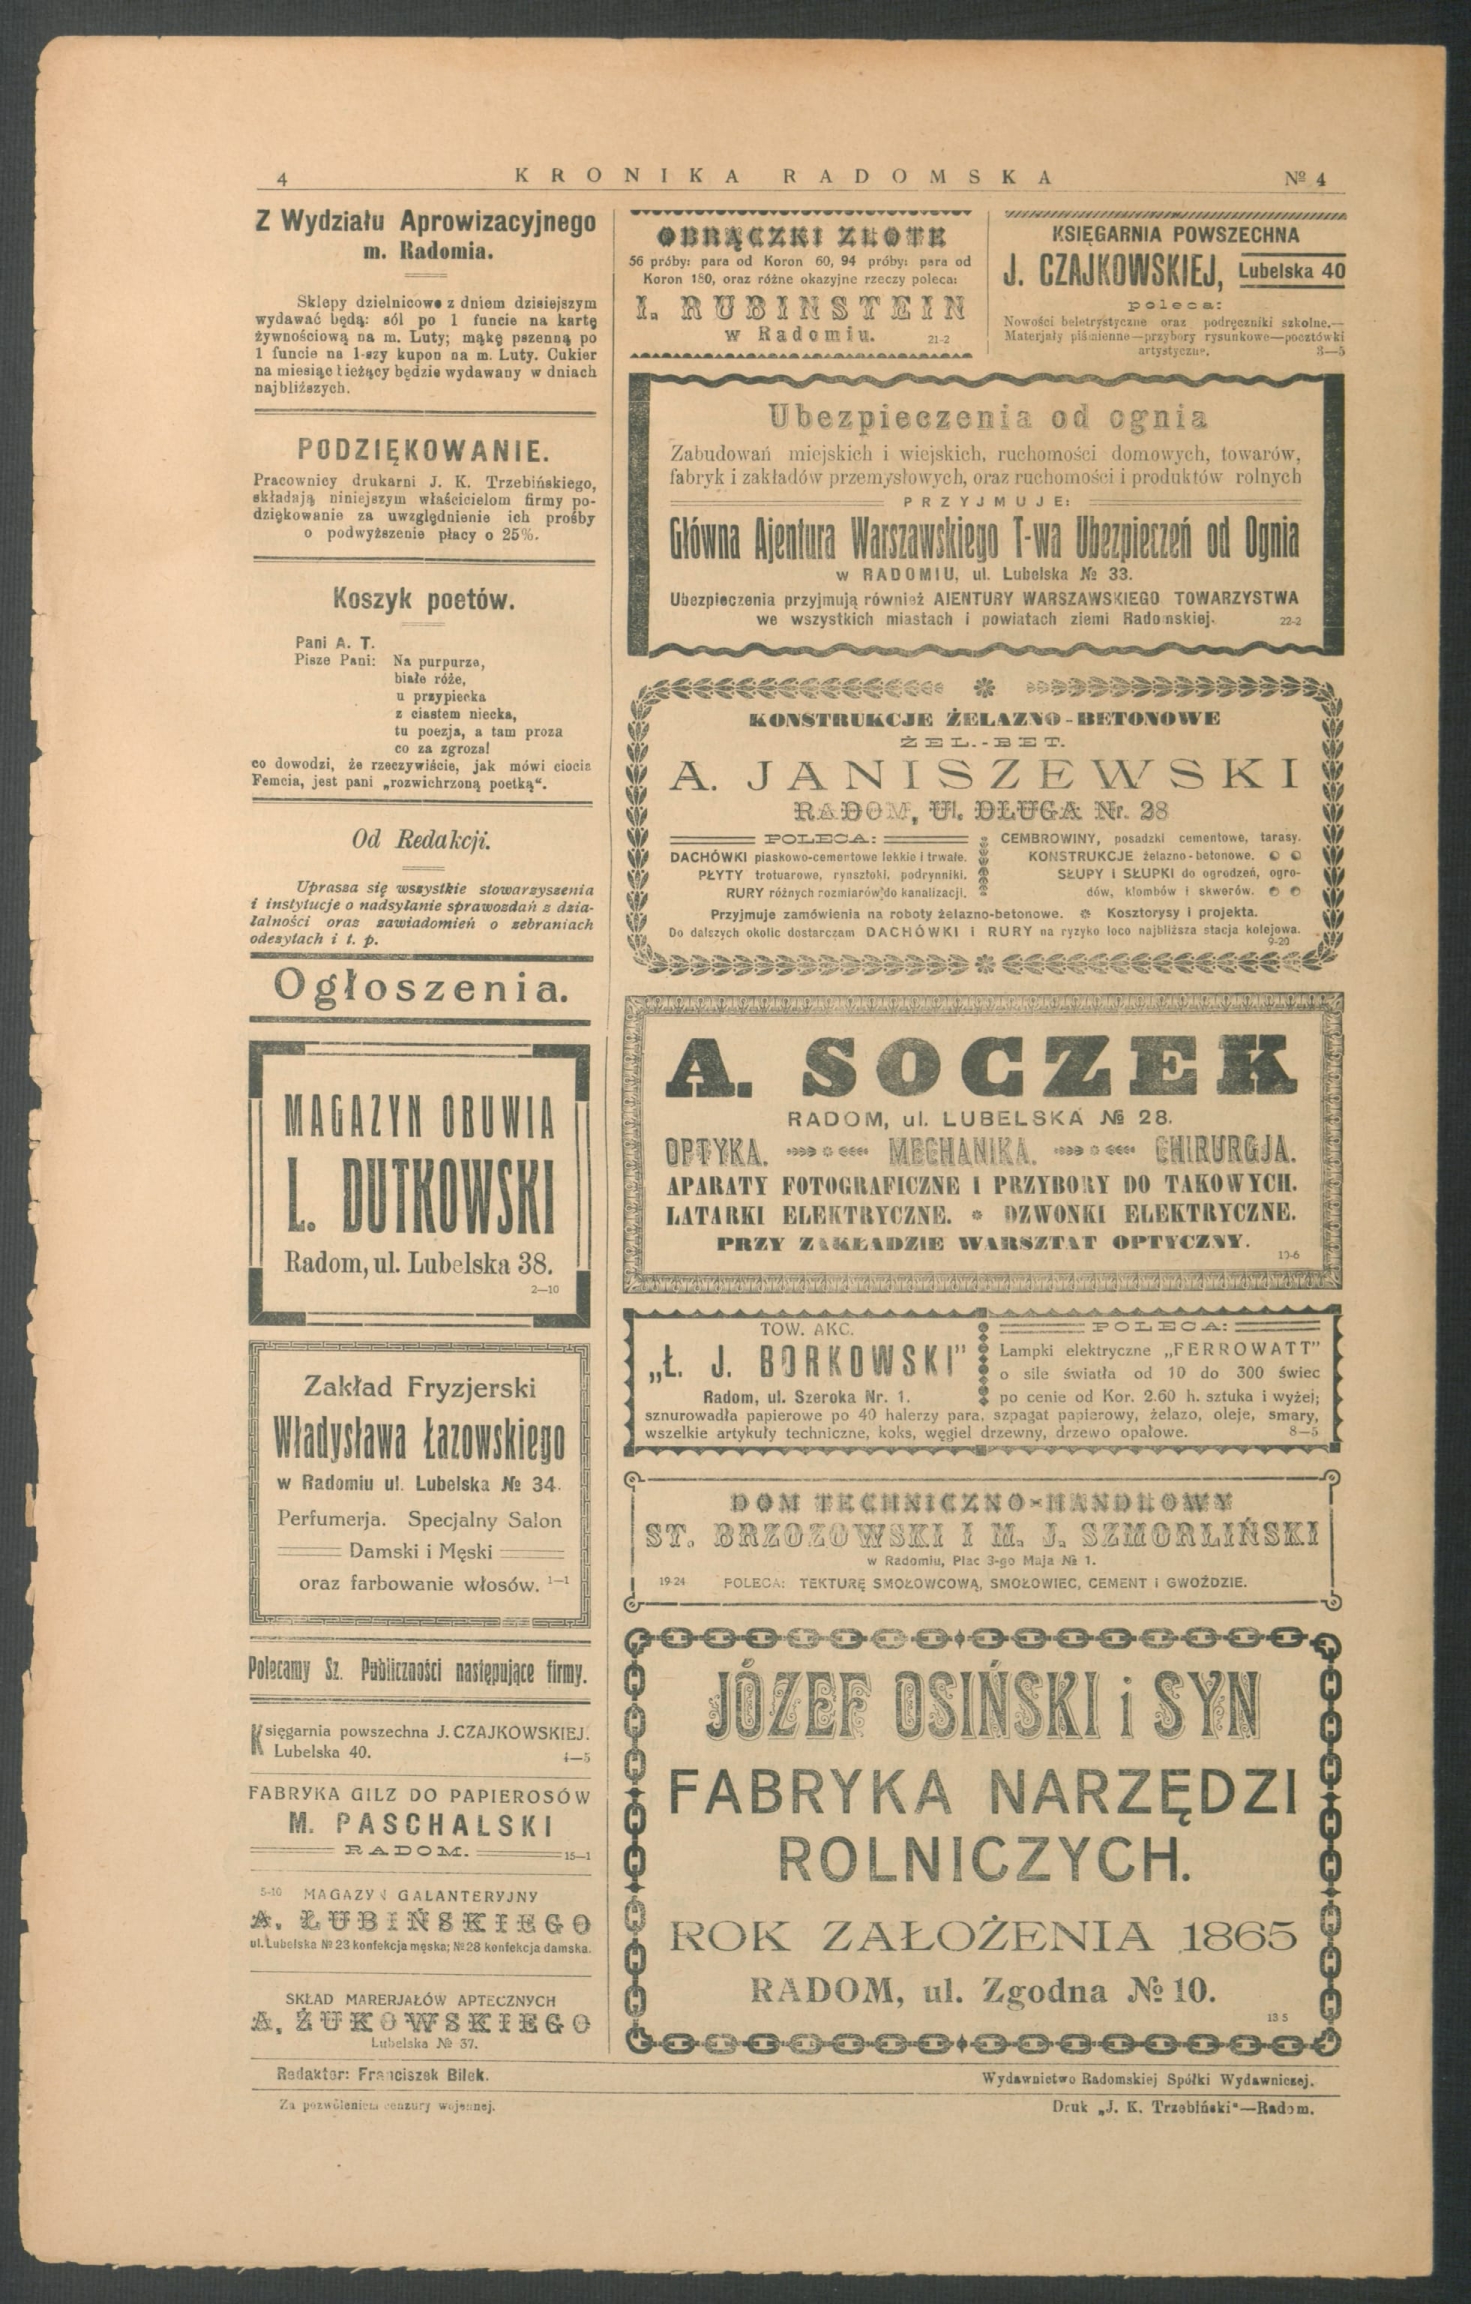 4
KRONIKA RADOMSKA
№ 4
Z Wydziału Aprowizacyjnego
m. Radomia.
Sklepy dzielnicowe z dniem dzisiejszym
wydawać będą: sól po 1 funcie na kartę
żywnościową na m. Luty; mąkę pszenną po
1 funcie na 1-szy kupon na m. Luty. Cukier
na miesiąc bieżący będzie wydawany w dniach
najbliższych.
PODZIĘKOWANIE.
Pracownicy drukarni J. K. Trzebińskiego,
składają niniejszym właścicielom firmy po-
dziękowanie za uwzględnienie ich prośby
o podwyższenie płacy o 25%.
Koszyk poetów.
Pani A. T.
Pisze Pani: Na purpurze,
białe róże,
u przypiecka
z ciastem niecka,
tu poezja, a tam proza
co za zgroza!
co dowodzi, że rzeczywiście, jak mówi ciocia
Femcia, jest pani „rozwichrzoną poetką“.
Od Redakcji.
Uprasza się wszystkie stowarzyszenia
i instytucje o nadsyłanie sprawozdań z dzia-
łalności oraz zawiadomień o zebraniach
odczytach i t. p.
Ogłoszenia.
MAGAZYN OBUWIA
L. DUTKOWSKI
Radom, ul. Lubelska 38.
2—10
Zakład Fryzjerski
Władysława Łazowskiego
w Radomiu ul. Lubelska № 34.
Perfumerja. Specjalny Salon
Damski i Męski
oraz farbowanie włosów. 1—1
Polecamy Sz. Publiczności następujące firmy.
Księgarnia powszechna J. CZAJKOWSKIEJ.
Lubelska 40. 4—5
FABRYKA GILZ DO PAPIEROSÓW
M. PASCHALSKI
RADOM. 15—1
5-10 MAGAZYN GALANTERYJNY
A. ŁUBIŃSKIEGO
ul. Lubelska № 23 konfekcja męska; № 28 konfekcja damska.
SKŁAD MARERJAŁÓW APTECZNYCH
A. ŻUKOWSKIEGO
Lubelska № 37.
OBRĄCZKI ZŁOTE
56 próby: para od Koron 60, 94 próby: para od
Koron 180, oraz różne okazyjne rzeczy poleca:
I. RUBINSTEIN
w Radomiu. 21-2
KSIĘGARNIA POWSZECHNA
J. CZAJKOWSKIEJ, Lubelska 40
poleca:
Nowości beletrystyczne oraz podręczniki szkolne.—
Materjały piśmienne—przybory rysunkowe—pocztówki
artystyczne. 3—5
Ubezpieczenia od ognia
Zabudowań miejskich i wiejskich, ruchomości domowych, towarów,
fabryk i zakładów przemysłowych, oraz ruchomości i produktów rolnych
PRZYJMUJE:
Główna Ajentura Warszawskiego T-wa Ubezpieczeń od Ognia
w RADOMIU, ul. Lubelska № 33.
Ubezpieczenia przyjmują również AJENTURY WARSZAWSKIEGO TOWARZYSTWA
we wszystkich miastach i powiatach ziemi Radomskiej. 22-2
KONSTRUKCJE ŻELAZNO-BETONOWE
ŻEL.-BET.
A. JANISZEWSKI
RADOM, Ul. DŁUGA Nr. 28
POLECA:
DACHÓWKI piaskowo-cementowe lekkie i trwałe.
PŁYTY trotuarowe, rynsztoki, podrynniki.
RURY różnych rozmiarów do kanalizacji.
CEMBROWINY, posadzki cementowe, tarasy.
KONSTRUKCJE żelazno-betonowe.
SŁUPY i SŁUPKI do ogrodzeń, ogro-
dów, klombów i skwerów.
Przyjmuje zamówienia na roboty żelazno-betonowe. Kosztorysy i projekta.
Do dalszych okolic dostarczam DACHÓWKI i RURY na ryzyko loco najbliższa stacja kolejowa.
9-20
A. SOCZEK
RADOM, ul. LUBELSKA № 28.
OPTYKA. MECHANIKA. CHIRURGJA.
APARATY FOTOGRAFICZNE I PRZYBORY DO TAKOWYCH.
LATARKI ELEKTRYCZNE. DZWONKI ELEKTRYCZNE.
PRZY ZAKŁADZIE WARSZTAT OPTYCZNY.
10-6
TOW. AKC.
„Ł. J. BORKOWSKI”
Radom, ul. Szeroka Nr. 1.
POLECA:
Lampki elektryczne „FERROWATT”
o sile światła od 10 do 300 świec
po cenie od Kor. 2.60 h. sztuka i wyżej;
sznurowadła papierowe po 40 halerzy para, szpagat papierowy, żelazo, oleje, smary,
wszelkie artykuły techniczne, koks, węgiel drzewny, drzewo opałowe. 8—5
DOM TECHNICZNO-HANDLOWY
ST. BRZOZOWSKI I M. J. SZMORLIŃSKI
w Radomiu, Plac 3-go Maja № 1.
19-24 POLECA: TEKTURĘ SMOŁOWCOWĄ, SMOŁOWIEC, CEMENT i GWOŹDZIE.
JÓZEF OSIŃSKI i SYN
FABRYKA NARZĘDZI
ROLNICZYCH.
ROK ZAŁOŻENIA 1865
RADOM, ul. Zgodna № 10.
13 5
Redaktor: Franciszek Bilek.
Wydawnictwo Radomskiej Spółki Wydawniczej.
Za pozwoleniem cenzury wojennej.
Druk „J. K. Trzebiński“—Radom.